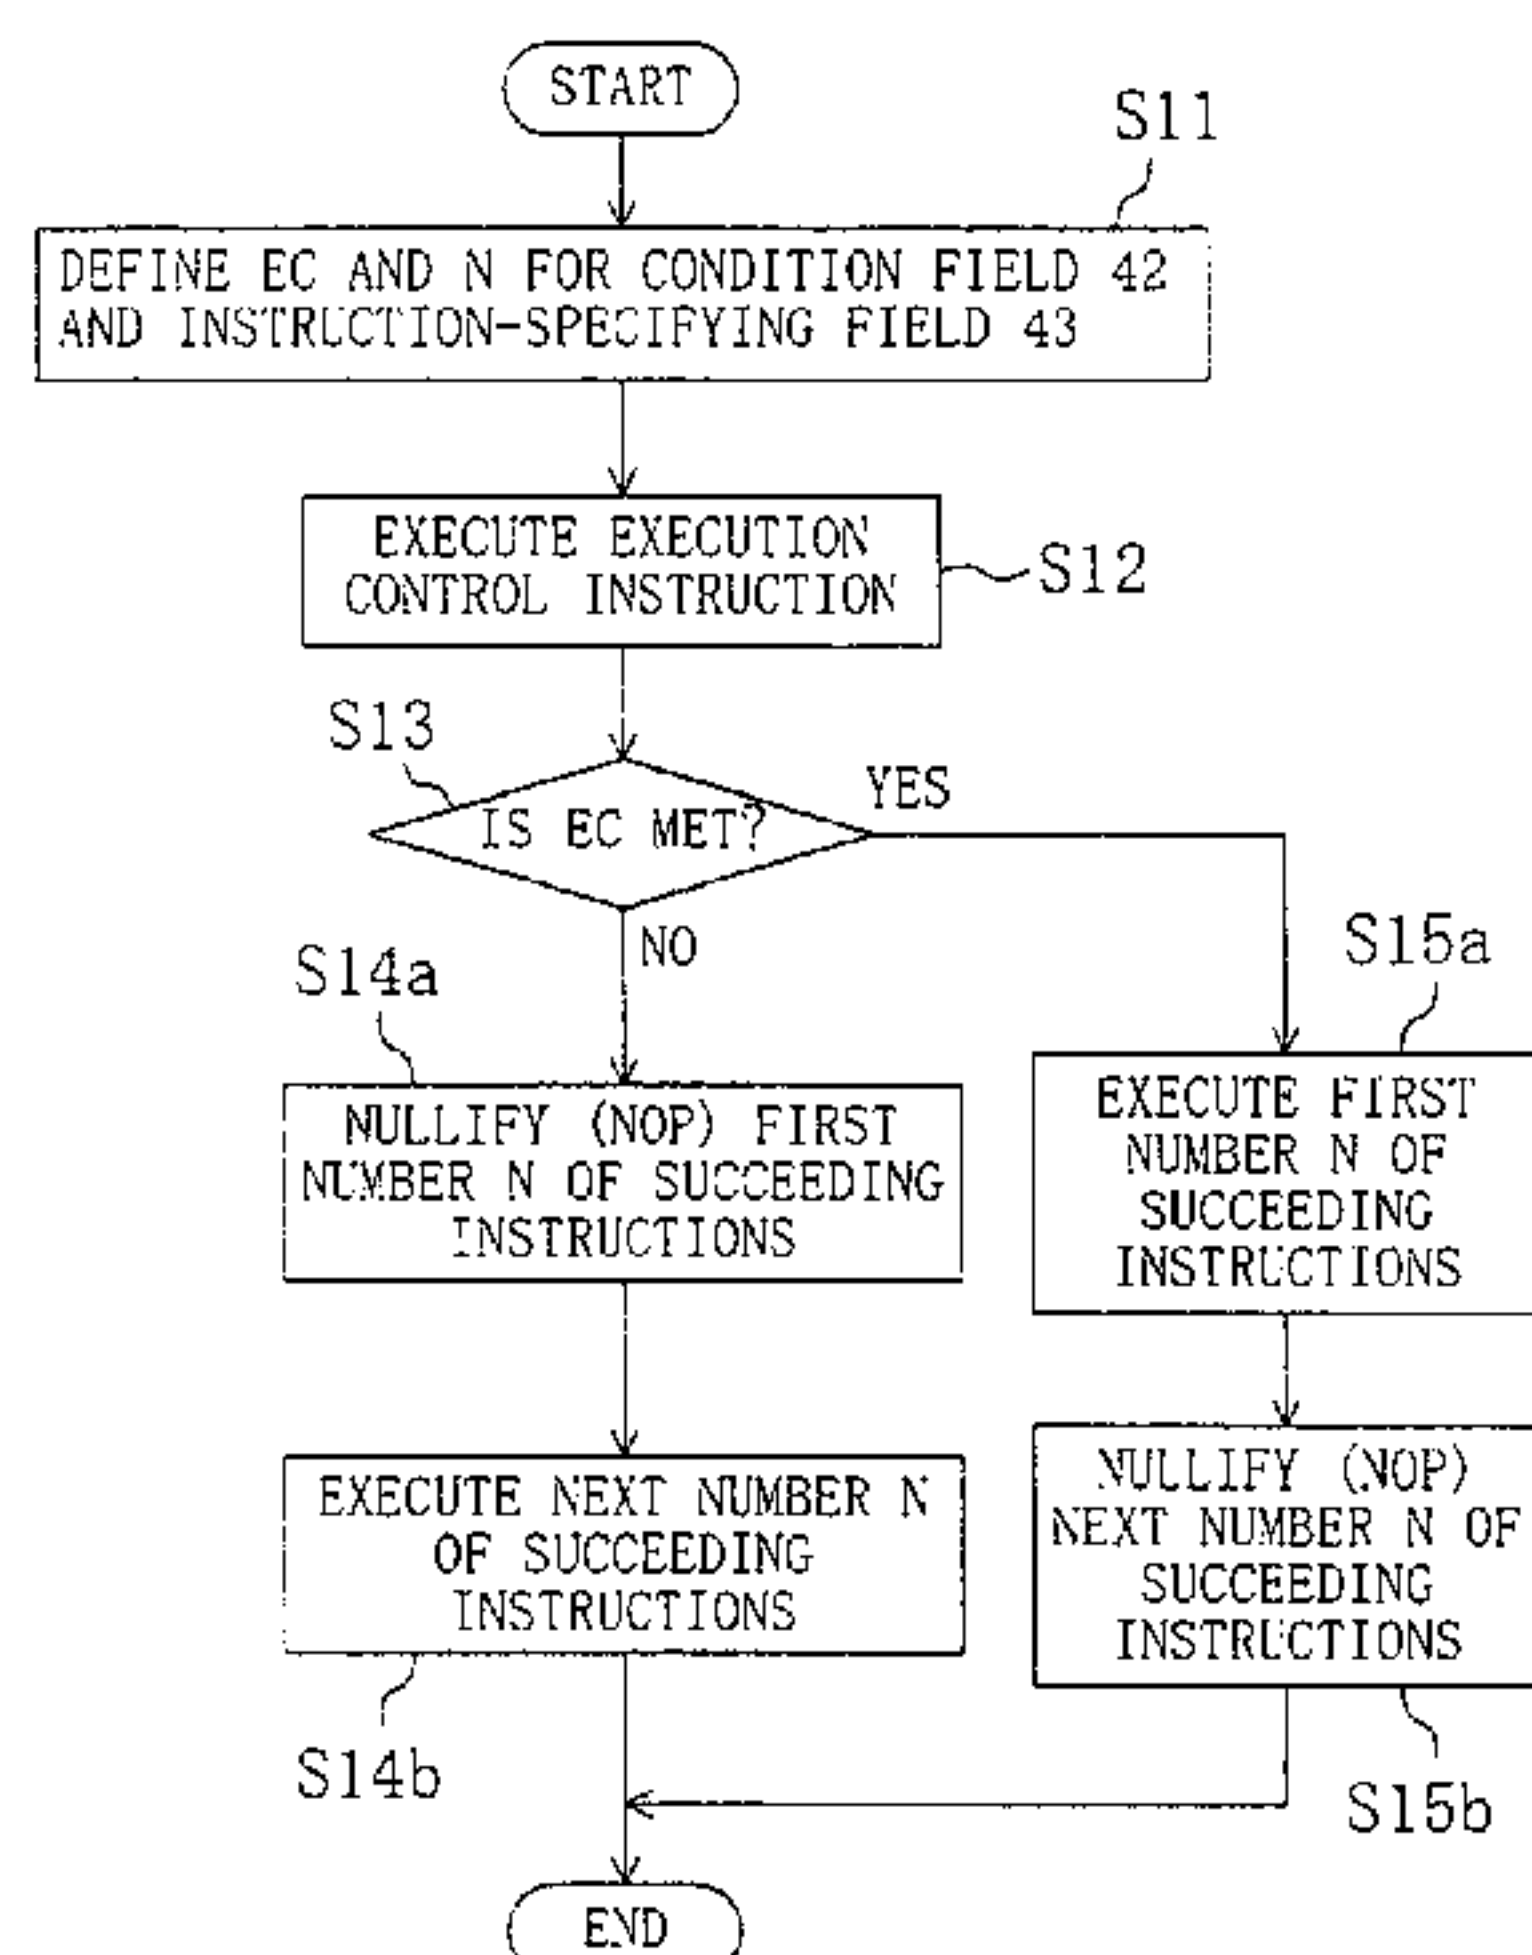 START
S11
DEFINE EC AND N FOR CONDITION FIELD 42
AND INSTRUCTION-SPECIFYING FIELD 43
EXECUTE EXECUTION
CONTROL INSTRUCTION
S12
S13
IS EC MET?
YES
NO
S14a
NULLIFY (NOP) FIRST
NUMBER N OF SUCCEEDING
INSTRUCTIONS
EXECUTE NEXT NUMBER N
OF SUCCEEDING
INSTRUCTIONS
S14b
S15a
EXECUTE FIRST
NUMBER N OF
SUCCEEDING
INSTRUCTIONS
NULLIFY (NOP)
NEXT NUMBER N OF
SUCCEEDING
INSTRUCTIONS
S15b
END